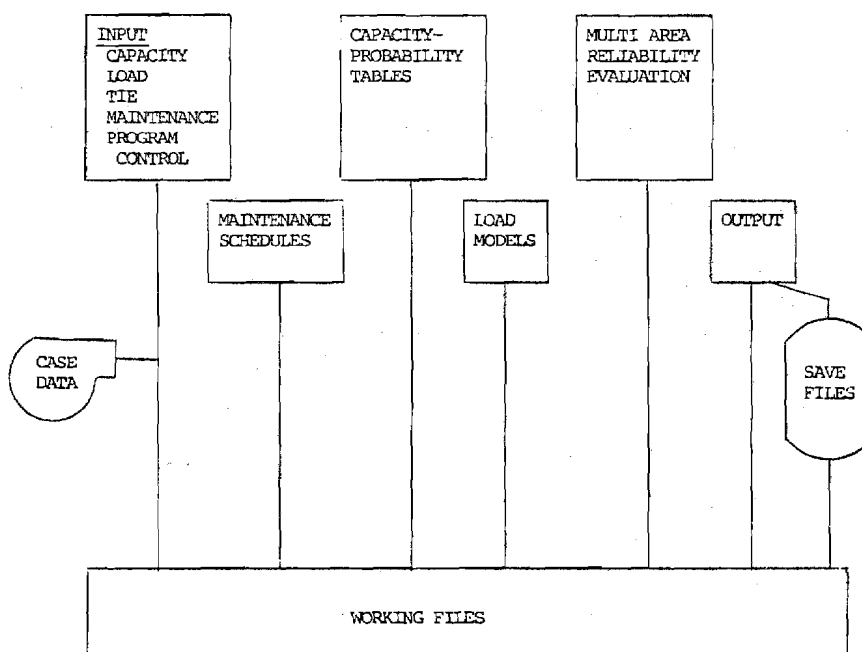 INPUT
CAPACITY
LOAD
TIE
MAINTENANCE
PROGRAM
CONTROL
CAPACITY-
PROBABILITY
TABLES
MULTI AREA
RELIABILITY
EVALUATION
MAINTENANCE
SCHEDULES
LOAD
MODELS
OUTPUT
CASE
DATA
SAVE
FILES
WORKING FILES